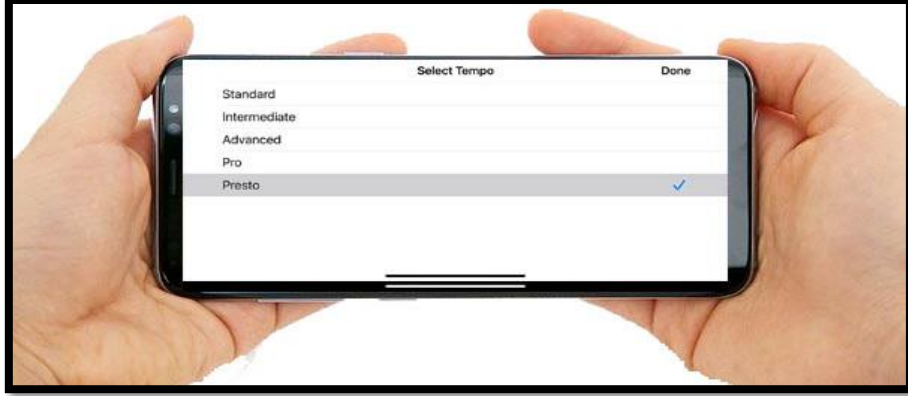 Select Tempo Done
Standard
Intermediate
Advanced
Pro
Presto